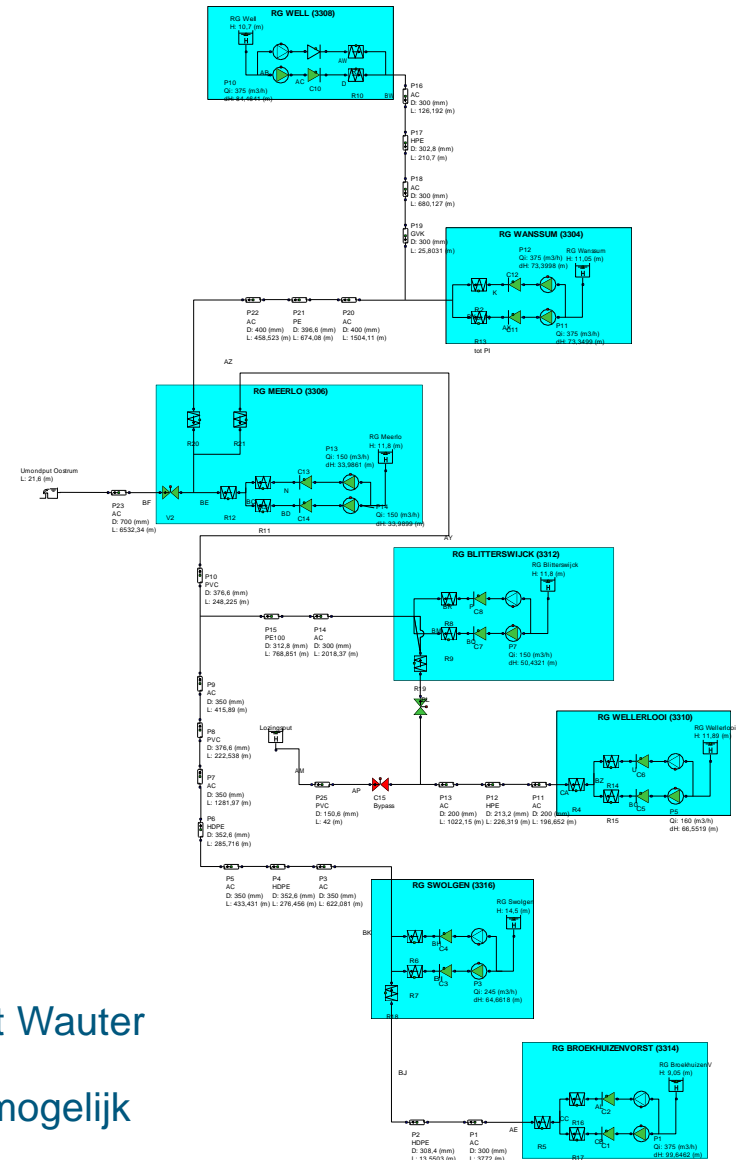 RG WELL (3308)
RG Well
H: 10,7 (m)
H
P10
Qi: 375 (m3/h)
AB
AC
C10
AW
D
R10
BW
P16
AC
D: 300 (mm)
L: 126,192 (m)
P17
HPE
D: 302,8 (mm)
L: 210,7 (m)
P18
AC
D: 300 (mm)
L: 680,127 (m)
P19
GVK
D: 300 (mm)
L: 25,8031 (m)
RG WANSSUM (3304)
P12
Qi: 375 (m3/h)
dH: 73,3998 (m)
RG Wanssum
H: 11,05 (m)
H
C12
K
R2
C11
P11
Qi: 375 (m3/h)
dH: 73,3499 (m)
R13
tot PI
P22
AC
D: 400 (mm)
L: 458,523 (m)
P21
PE
D: 396,6 (mm)
L: 674,08 (m)
P20
AC
D: 400 (mm)
L: 1504,11 (m)
AZ
RG MEERLO (3306)
R20
R21
RG Meerlo
H: 11,8 (m)
H
P13
Qi: 150 (m3/h)
dH: 33,9861 (m)
C13
N
BD
C14
P14
Qi: 150 (m3/h)
dH: 33,9899 (m)
BE
V2
R12
R11
BF
Lozingsput
H
P23
AC
D: 700 (mm)
L: 6532,34 (m)
L: 21,6 (m)
AY
P10
PVC
D: 376,6 (mm)
L: 248,225 (m)
RG BLITTERSWIJCK (3312)
RG Blitterswijck
H: 11,8 (m)
H
P
C8
R8
C7
P7
Qi: 150 (m3/h)
dH: 50,4321 (m)
R9
R19
P15
PE100
D: 312,8 (mm)
L: 768,851 (m)
P14
AC
D: 300 (mm)
L: 2018,37 (m)
P9
AC
D: 350 (mm)
L: 415,89 (m)
P8
PVC
D: 376,6 (mm)
L: 222,538 (m)
P7
AC
D: 350 (mm)
L: 1281,97 (m)
P6
HDPE
D: 352,6 (mm)
L: 285,716 (m)
AM
P25
PVC
D: 150,6 (mm)
L: 42 (m)
AP
C15
Bypass
P13
AC
D: 200 (mm)
L: 1022,15 (m)
P12
HPE
D: 213,2 (mm)
L: 226,319 (m)
P11
AC
D: 200 (mm)
L: 196,652 (m)
RG WELLERLOOI (3310)
RG Wellerlooi
H: 11,89 (m)
H
C6
BZ
CA
R4
R14
C5
P5
Qi: 160 (m3/h)
dH: 66,5519 (m)
R15
P5
AC
D: 350 (mm)
L: 433,431 (m)
P4
HDPE
D: 352,6 (mm)
L: 276,456 (m)
P3
AC
D: 350 (mm)
L: 622,081 (m)
RG SWOLGEN (3316)
RG Swolgen
H: 14,5 (m)
H
C4
BK
R6
C3
P3
Qi: 245 (m3/h)
dH: 64,6618 (m)
R7
R18
t Wauter
mogelijk
BJ
RG BROEKHUIZENVORST (3314)
RG BroekhuizenV
H: 9,05 (m)
H
C2
AE
CC
R5
R16
C1
P1
Qi: 375 (m3/h)
dH: 99,6462 (m)
R17
P2
HDPE
D: 308,4 (mm)
L: 13,5503 (m)
P1
AC
D: 300 (mm)
L: 3772 (m)